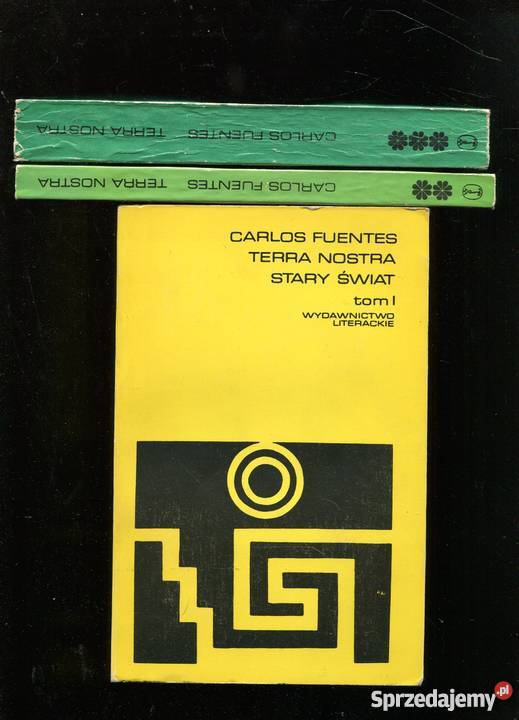 CARLOS FUENTES TERRA NOSTRA
CARLOS FUENTES TERRA NOSTRA
CARLOS FUENTES
TERRA NOSTRA
STARY ŚWIAT
tom I
WYDAWNICTWO
LITERACKIE
Sprzedajemy.pl